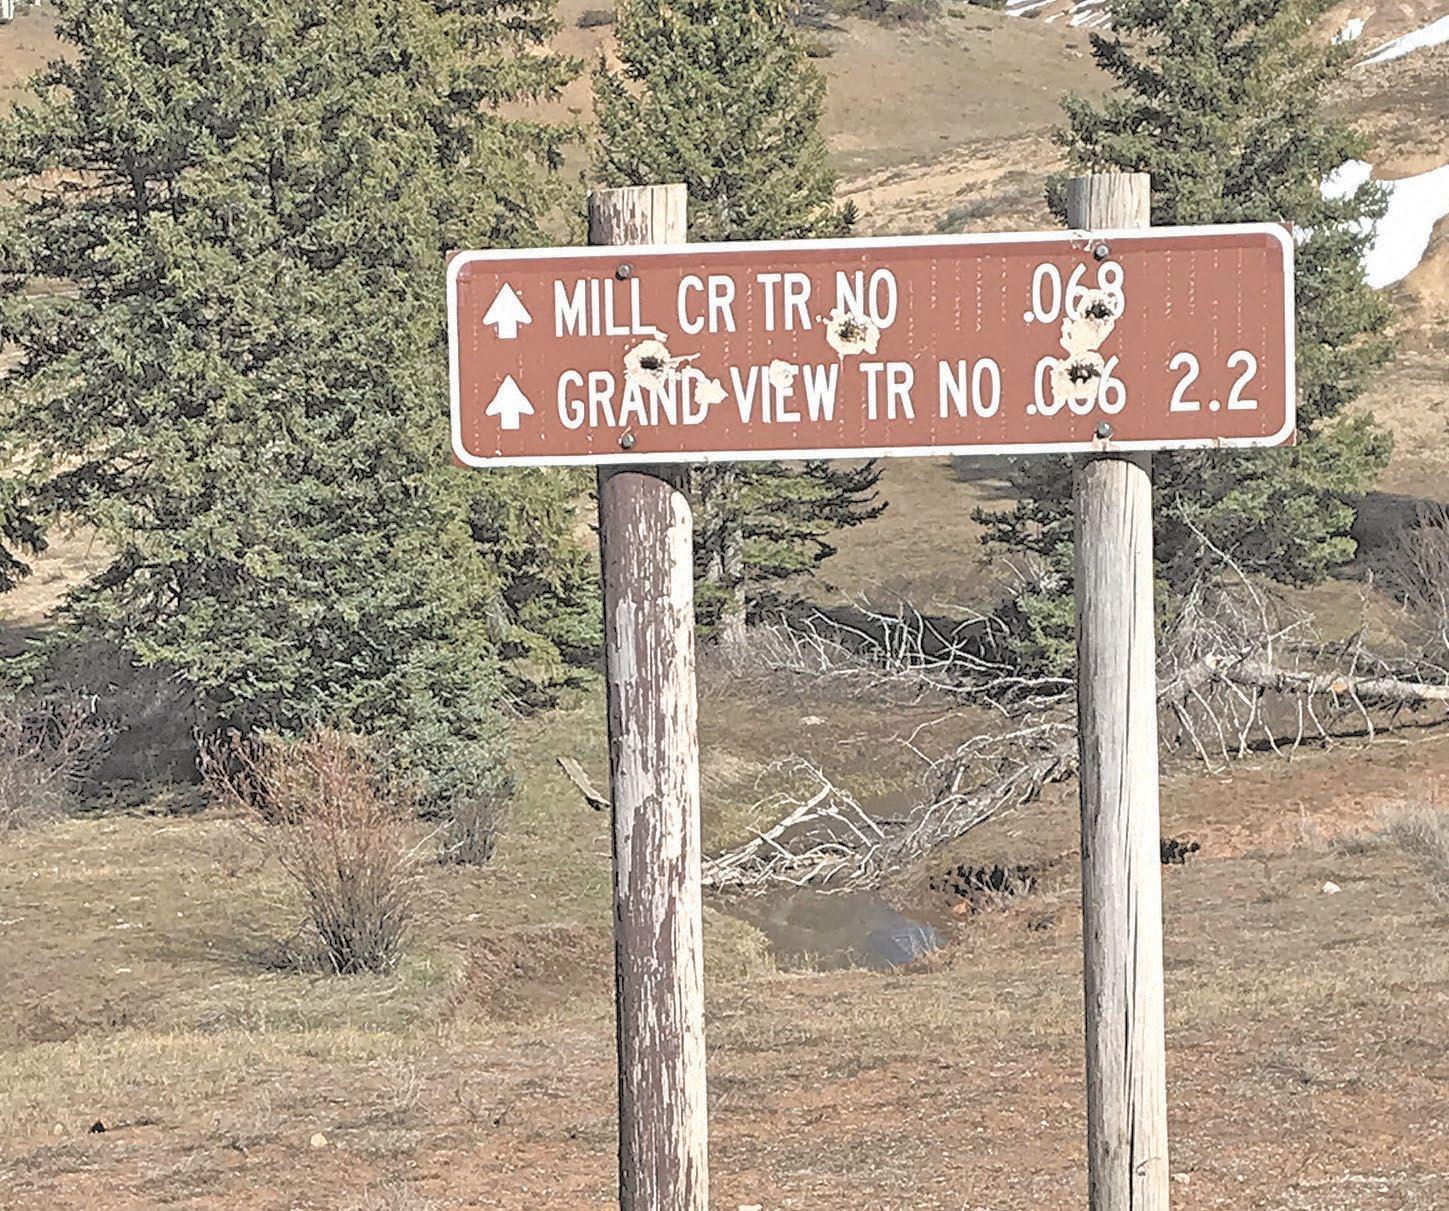 MILL CR TR NO .068
GRAND VIEW TR NO 2.2